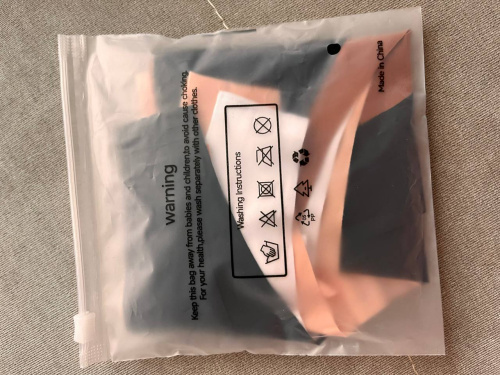 warning
Keep this bag away from babies and children,to avoid cause choking.
For your health,please wash separately with other clothes.
Washing Instructions
PP
Made in China